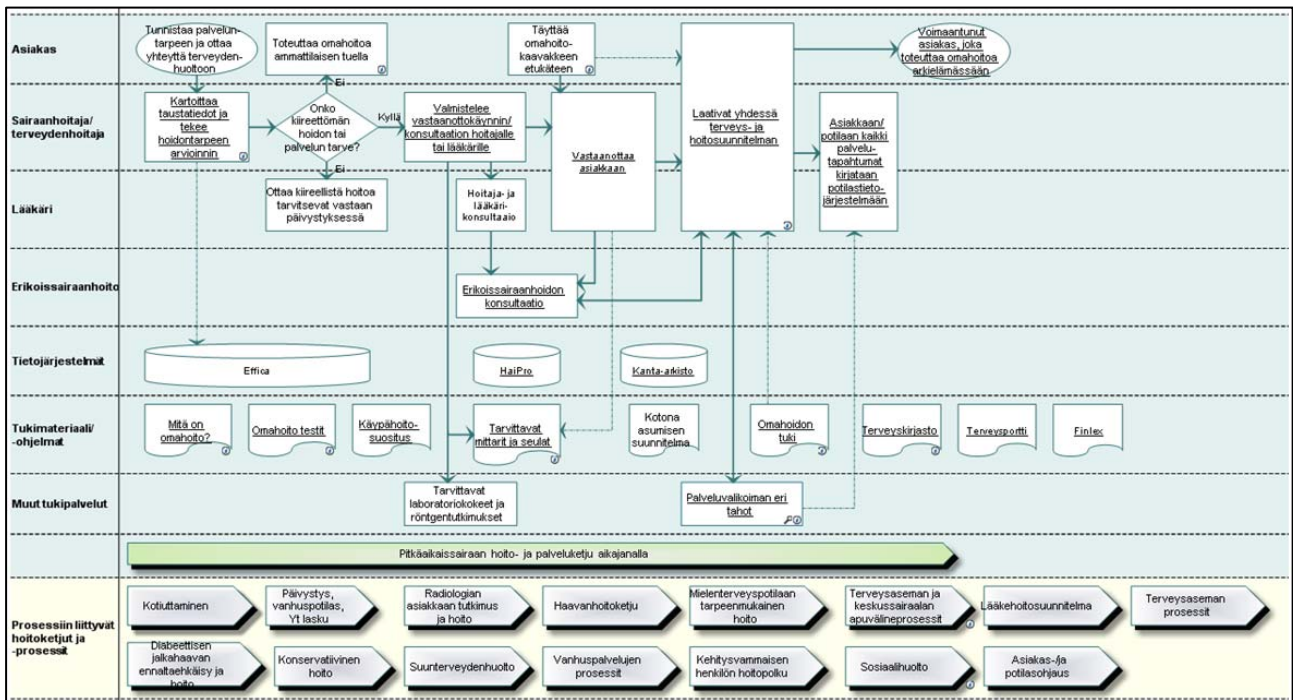 Asiakas
Tunnistaa palvelun-
tarpeen ja ottaa
yhteyttä terveyden-
huoltoon
Toteuttaa omahoitoa
ammattilaisen tuella
Täyttää
omahoito-
kaavakkeen
etukäteen
Voimaantunut
asiakas, joka
toteuttaa omahoitoa
arkielämässään
Ei
Sairaanhoitaja/
terveydenhoitaja
Kartoittaa
taustatiedot ja
tekee
hoidontarpeen
arvioinnin
Onko
kiireettömän
hoidon tai
palvelun tarve?
Kyllä
Valmistelee
vastaanottokäynnin/
konsultaation hoitajalle
tai lääkärille
Vastaanottaa
asiakkaan
Laativat yhdessä
terveys- ja
hoitosuunnitelman
Asiakkaan/
potilaan kaikki
palvelu-
tapahtumat
kirjataan
potilastieto-
järjestelmään
Ei
Lääkäri
Ottaa kiireellistä hoitoa
tarvitsevat vastaan
päivystyksessä
Hoitaja- ja
lääkäri-
konsultaaio
Erikoissairaanhoito
Erikoissairaanhoidon
konsultaatio
Tietojärjestelmät
Effica
HaiPro
Kanta-arkisto
Tukimateriaali/
-ohjelmat
Mitä on
omahoito?
Omahoito testit
Käypähoito-
suositus
Tarvittavat
mittarit ja seulat
Kotona
asumisen
suunnitelma
Omahoidon
tuki
Terveyskirjasto
Terveysportti
Finlex
Muut tukipalvelut
Tarvittavat
laboratoriokokeet ja
röntgentutkimukset
Palveluvalikoiman eri
tahot
Pitkäaikaissairaan hoito- ja palveluketju aikajanalla
Prosessiin liittyvät
hoitoketjut ja
-prosessit
Kotiuttaminen
Päivystys,
vanhuspotilas,
Yt lasku
Radiologian
asiakkaan tutkimus
ja hoito
Haavanhoitoketju
Mielenterveyspotilaan
tarpeenmukainen
hoito
Terveysaseman ja
keskussairaalan
apuvälineprosessit
Lääkehoitosuunnitelma
Terveysaseman
prosessit
Diabeettisen
jalkahaavan
ennaltaehkäisy ja
hoito
Konservatiivinen
hoito
Suunterveydenhuolto
Vanhuspalvelujen
prosessit
Kehitysvammaisen
henkilön hoitopolku
Sosiaalihuolto
Asiakas-/ja
potilasohjaus